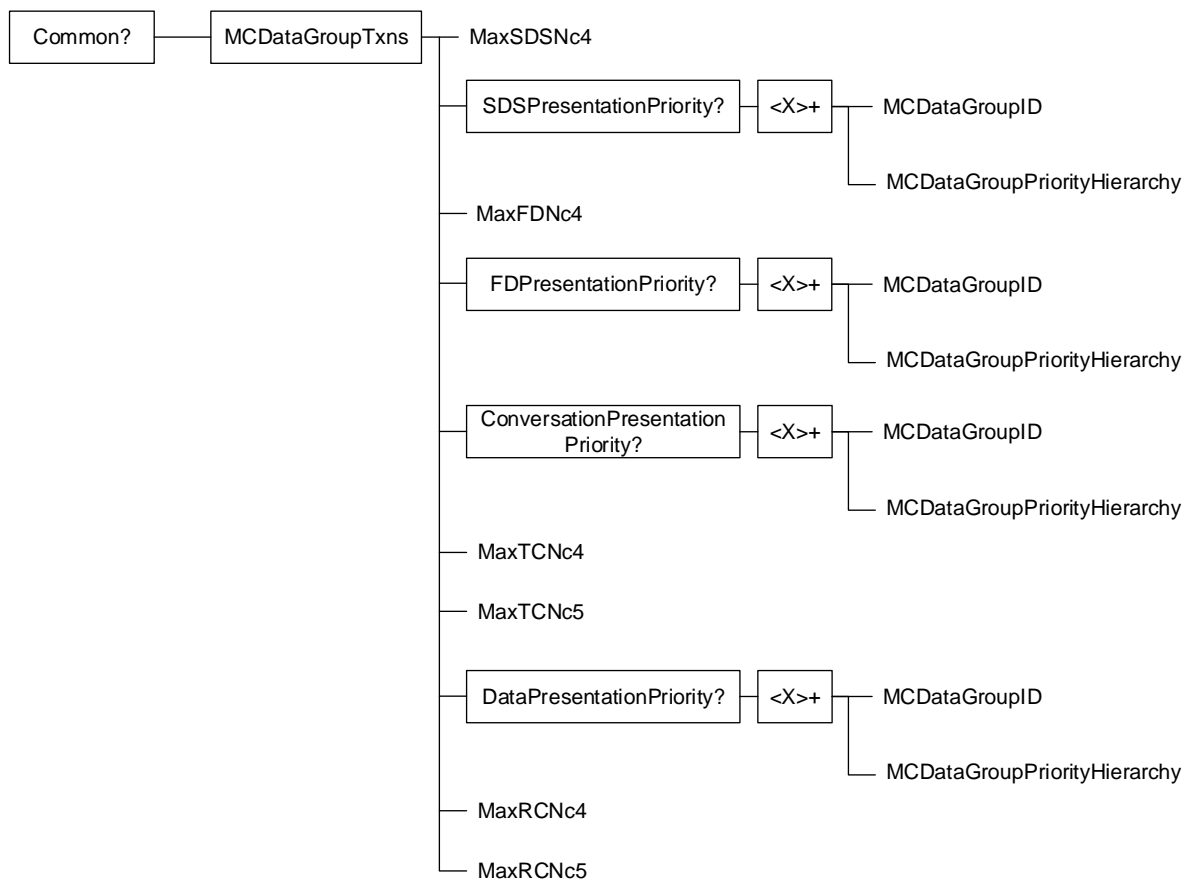 Common?
MCDataGroupTxns
MaxSDSNc4
SDSPresentationPriority?
<X>+
MCDataGroupID
MCDataGroupPriorityHierarchy
MaxFDNc4
FDPresentationPriority?
<X>+
MCDataGroupID
MCDataGroupPriorityHierarchy
ConversationPresentation
Priority?
<X>+
MCDataGroupID
MCDataGroupPriorityHierarchy
MaxTCNc4
MaxTCNc5
DataPresentationPriority?
<X>+
MCDataGroupID
MCDataGroupPriorityHierarchy
MaxRCNc4
MaxRCNc5